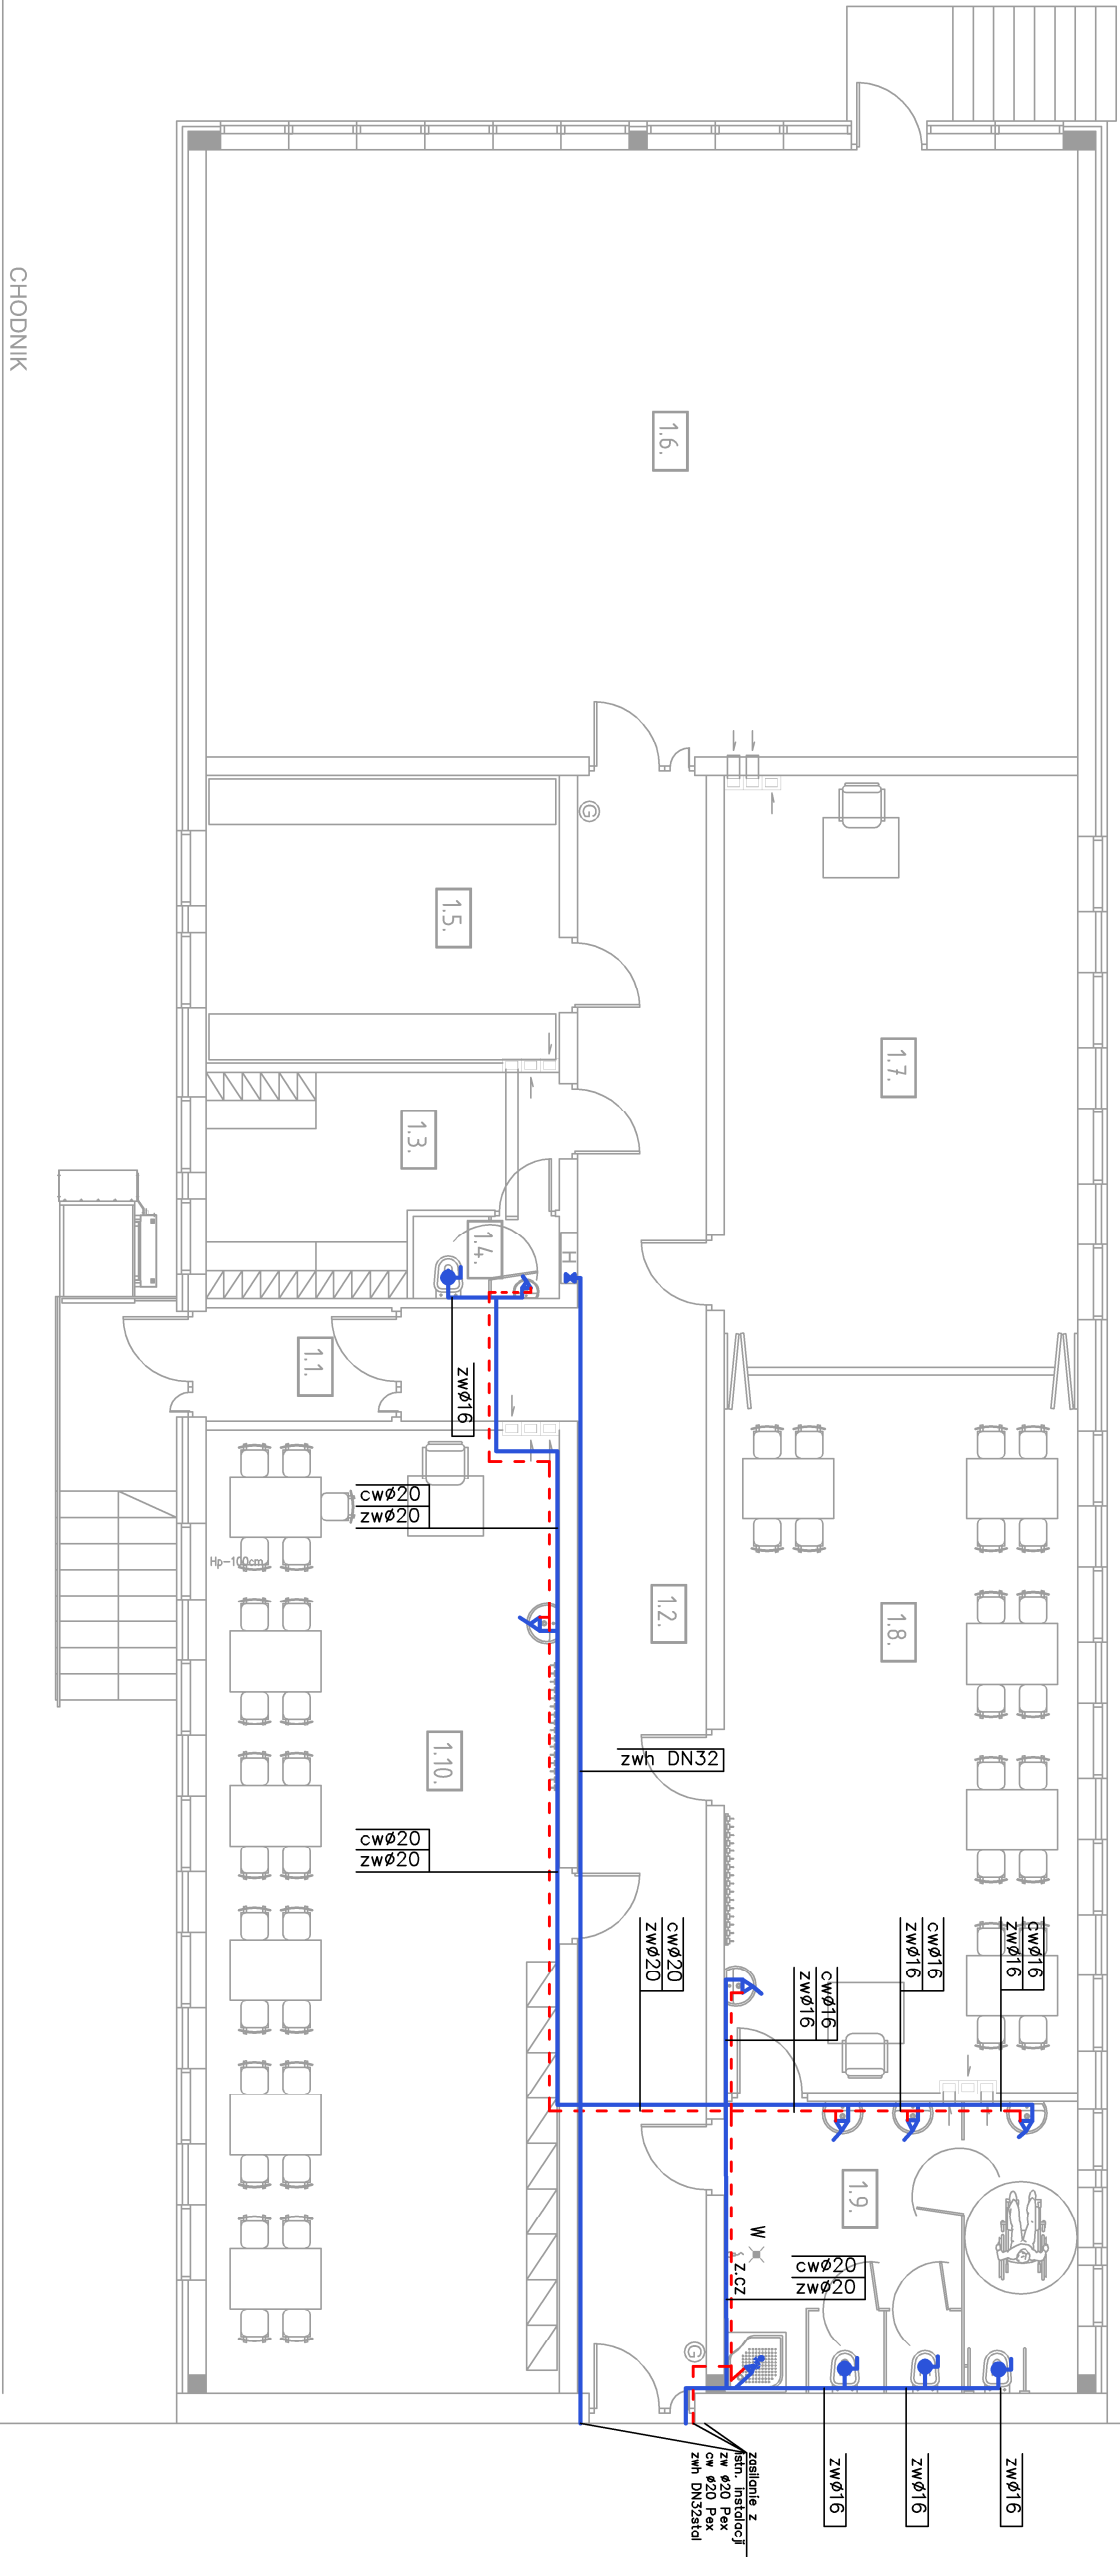 CHODNIK
1.6.
G
1.5.
1.7.
1.3.
1.4.
H
1.1.
zwø16
cwø20
zwø20
Hp-100cm
1.2.
1.8.
1.10.
zwh DN32
cwø20
zwø20
cwø20
zwø20
cwø16
zwø16
cwø16
zwø16
cwø16
zwø16
1.9.
W
z.cz
cwø20
zwø20
G
zasilanie z
istn. instalacji
zw ø20 Pex
cw ø20 Pex
zwh DN32stal
zwø16
zwø16
zwø16